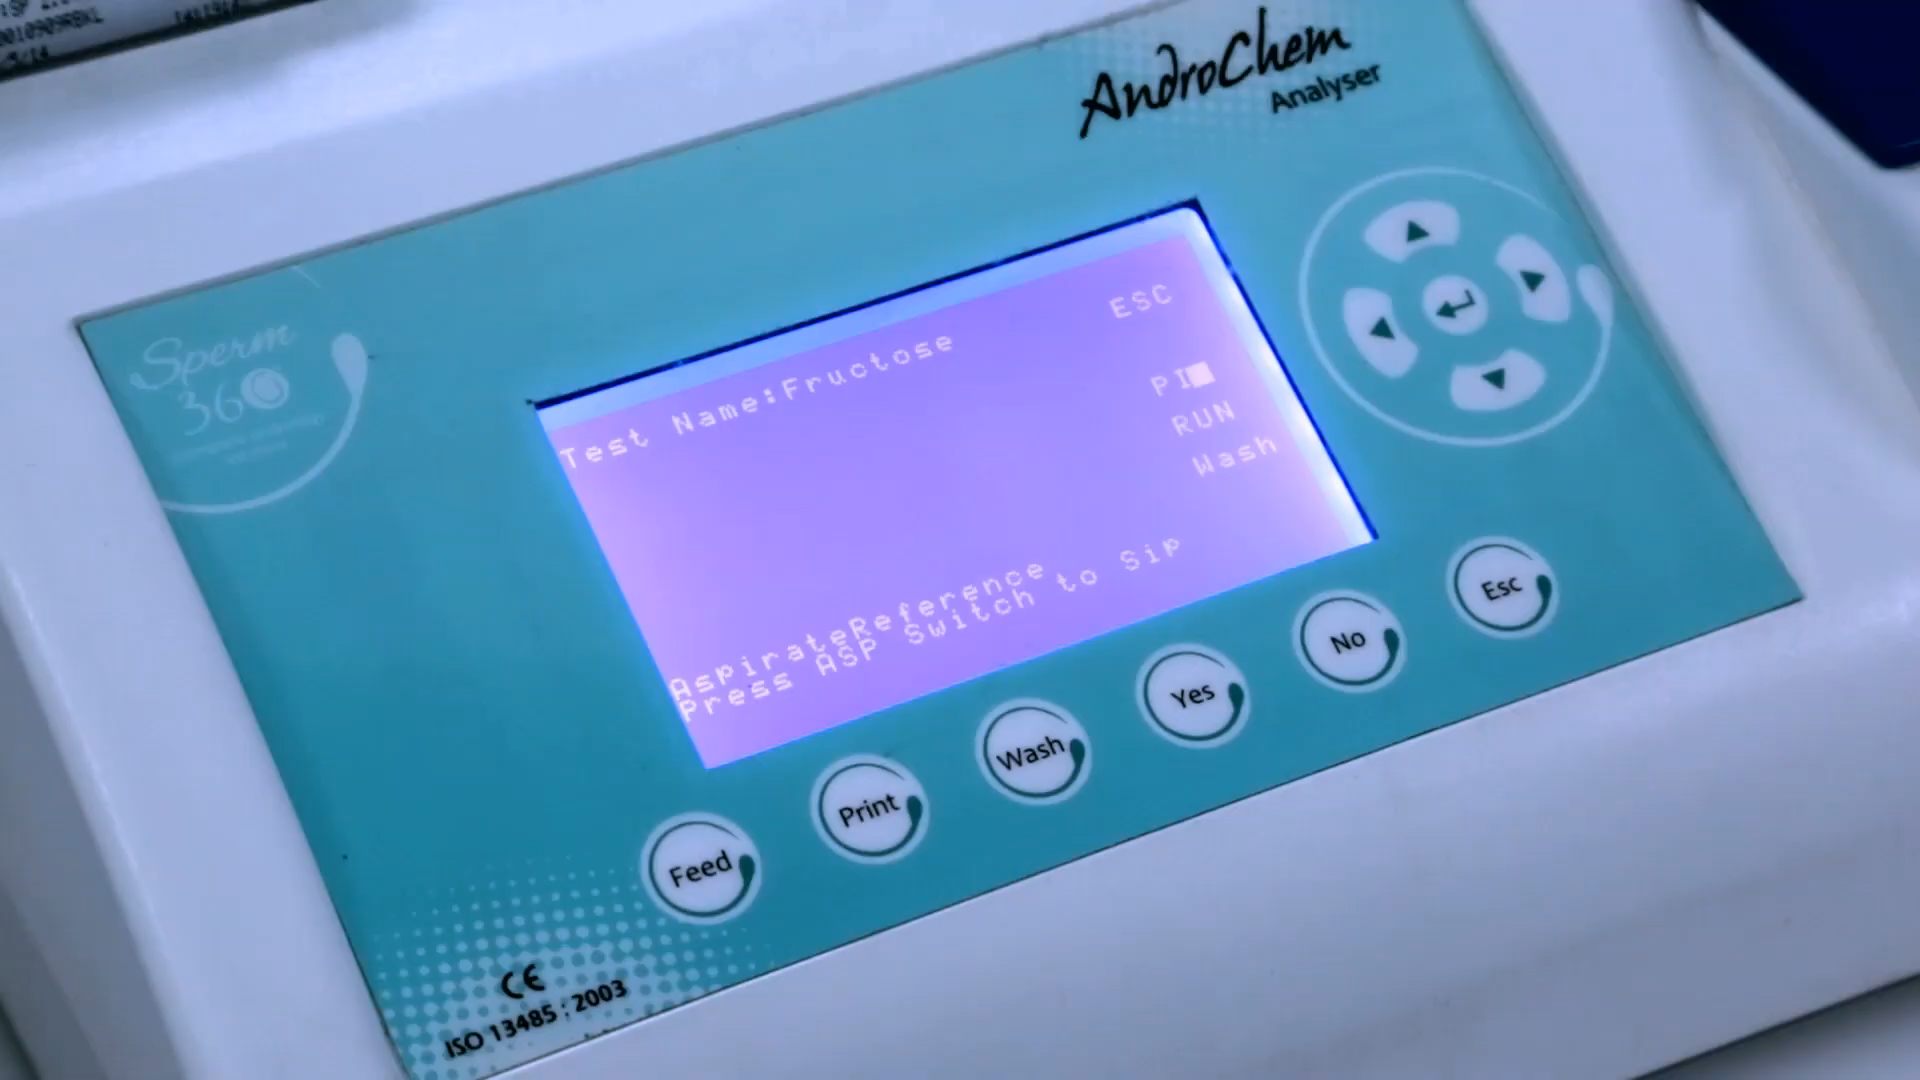 0010909RBXL
AndroChem
Analyser
Sperm
360
ESC
Test Name:Fructose
PI
RUN
Wash
AspirateReference
Press ASP Switch to Sip
Esc
No
Yes
Wash
Print
Feed
CE
ISO 13485 : 2003